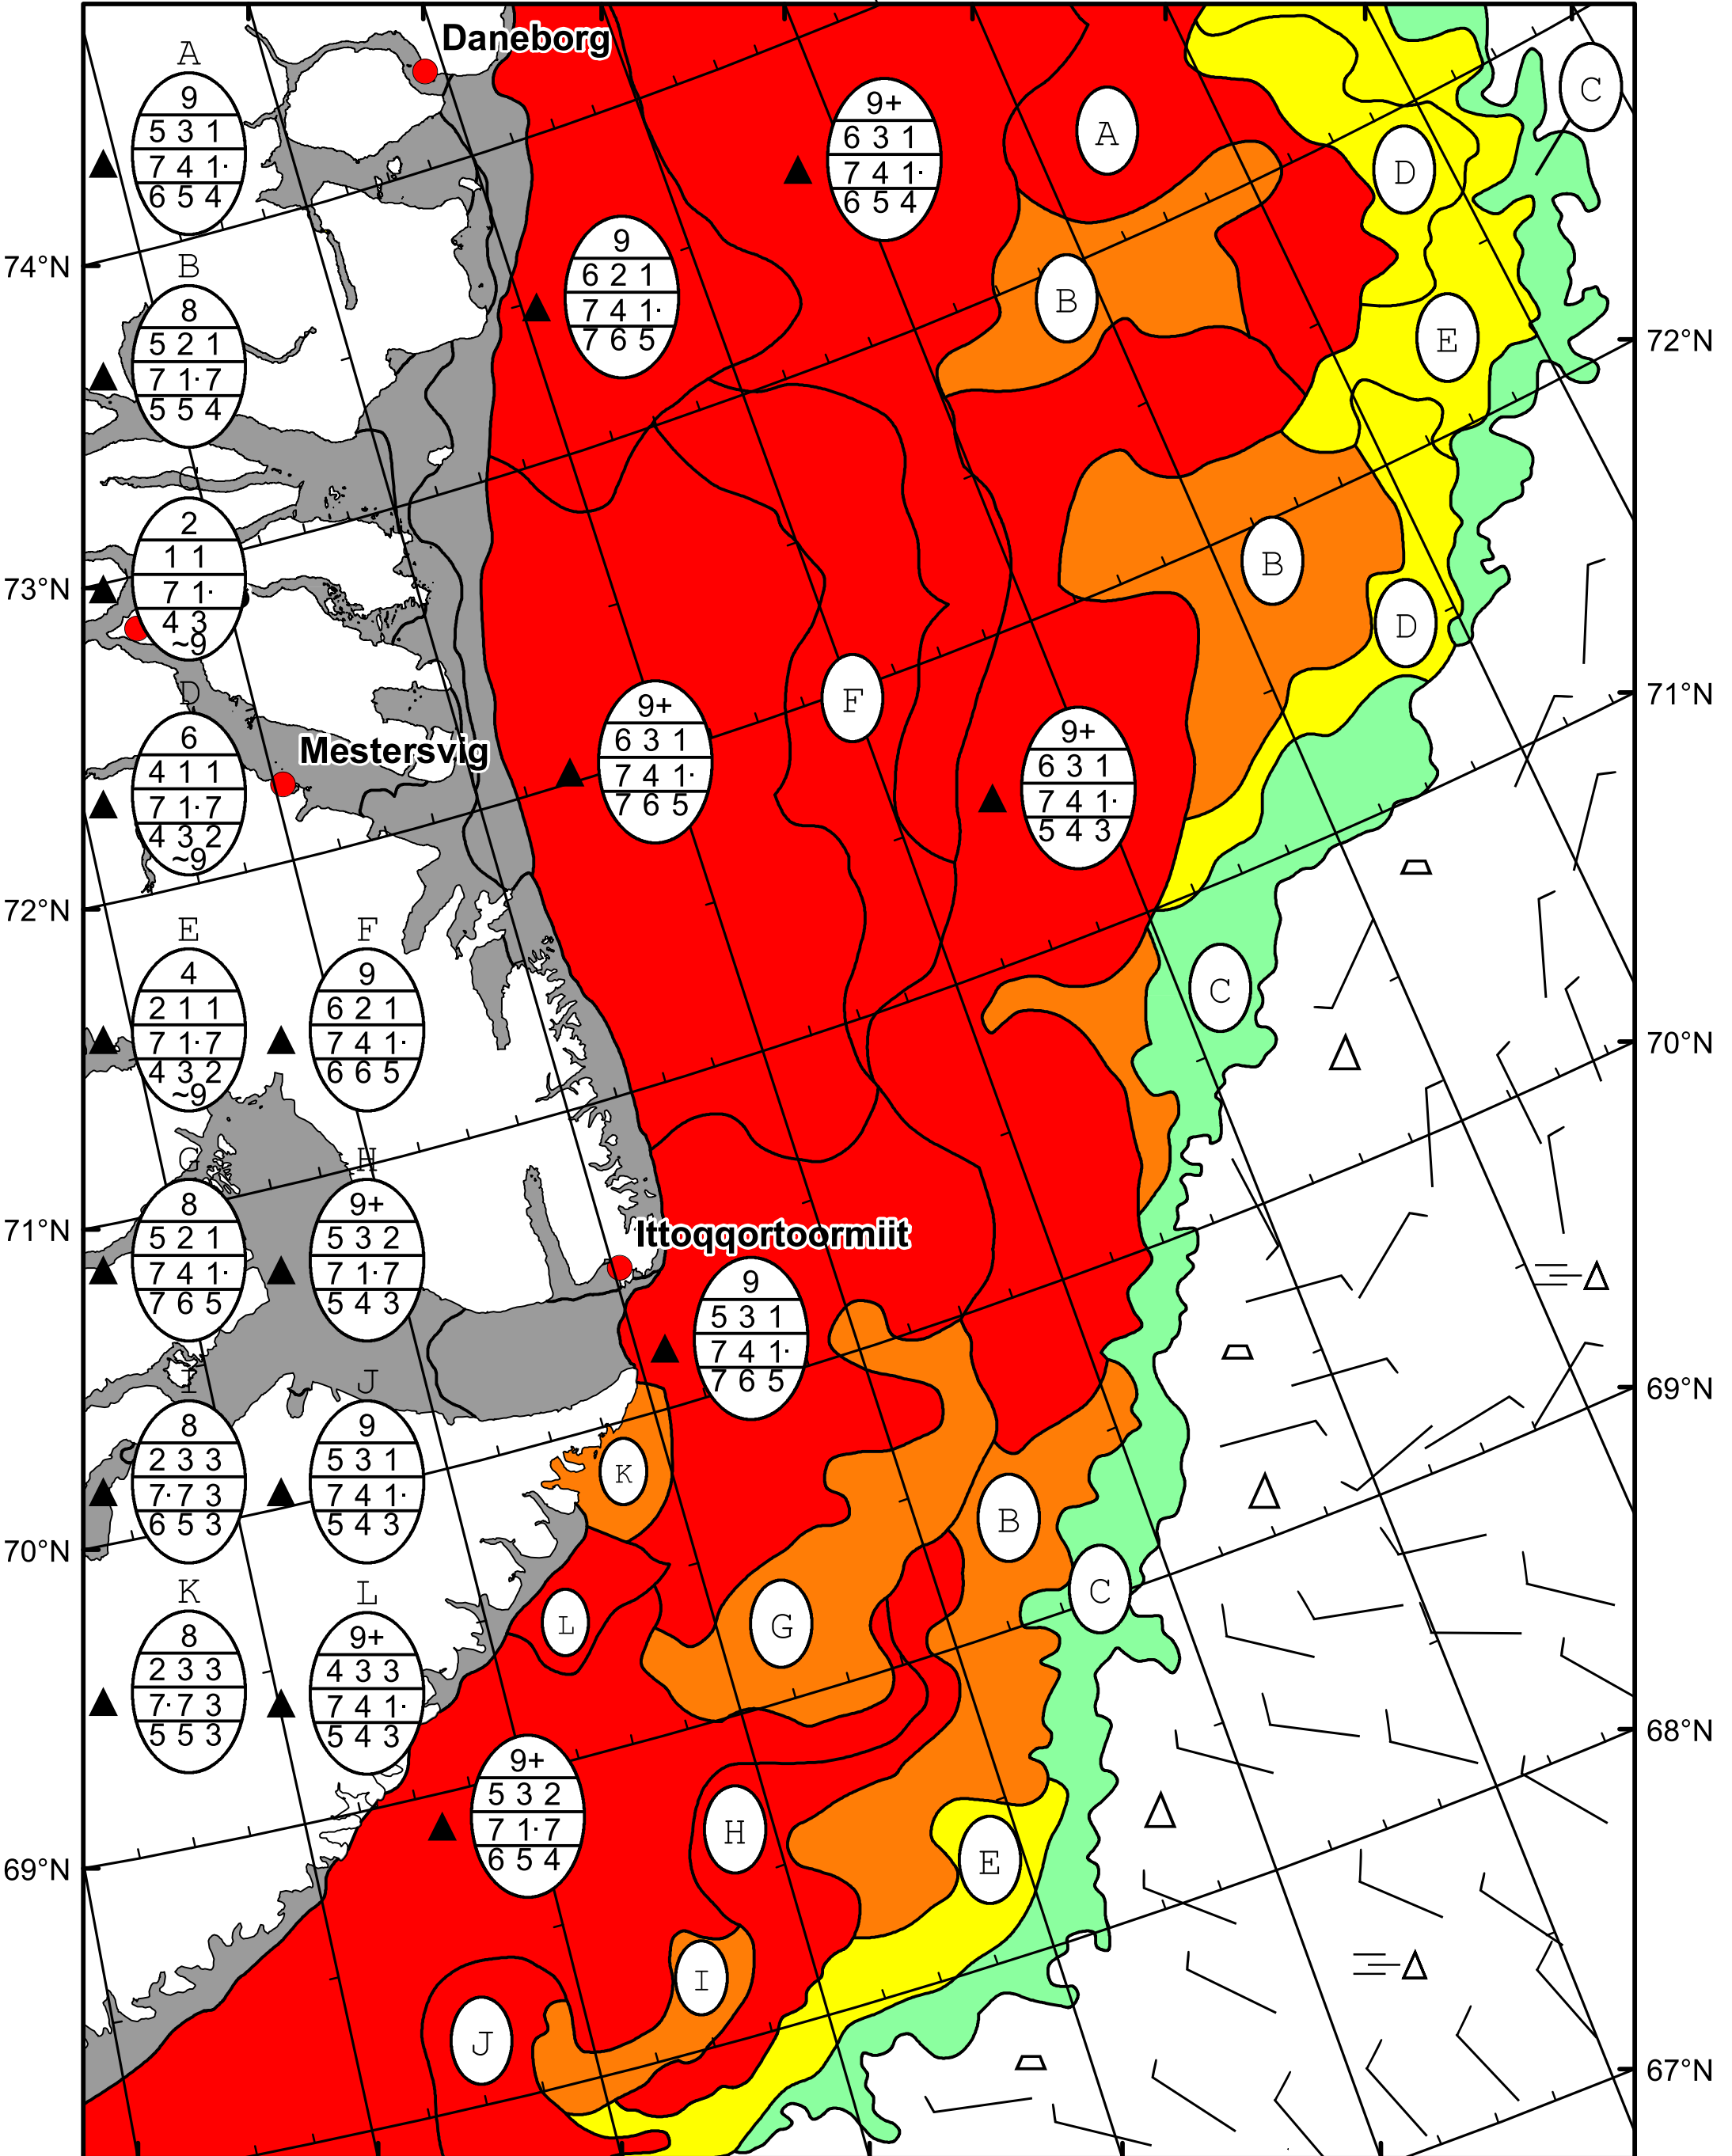 Daneborg
A
9
5 3 1
7 4 1·
6 5 4
9+
6 3 1
7 4 1·
6 5 4
A
C
D
9
6 2 1
7 4 1·
7 6 5
74°N
B
8
5 2 1
7 1·7
5 5 4
B
E
72°N
C
2
1 1
7 1·
4 3
~9
73°N
B
D
71°N
D
6
4 1 1
7 1·7
4 3 2
~9
Mestersvig
9+
6 3 1
7 4 1·
7 6 5
F
9+
6 3 1
7 4 1·
5 4 3
72°N
E
4
2 1 1
7 1·7
4 3 2
~9
F
9
6 2 1
7 4 1·
6 6 5
C
70°N
G
8
5 2 1
7 4 1·
7 6 5
H
9+
5 3 2
7 1·7
5 4 3
71°N
Ittoqqortoormiit
9
5 3 1
7 4 1·
7 6 5
69°N
I
8
2 3 3
7·7 3
6 5 3
J
9
5 3 1
7 4 1·
5 4 3
K
B
70°N
K
8
2 3 3
7·7 3
5 5 3
L
9+
4 3 3
7 4 1·
5 4 3
L
G
C
68°N
9+
5 3 2
7 1·7
6 5 4
H
E
69°N
I
J
67°N